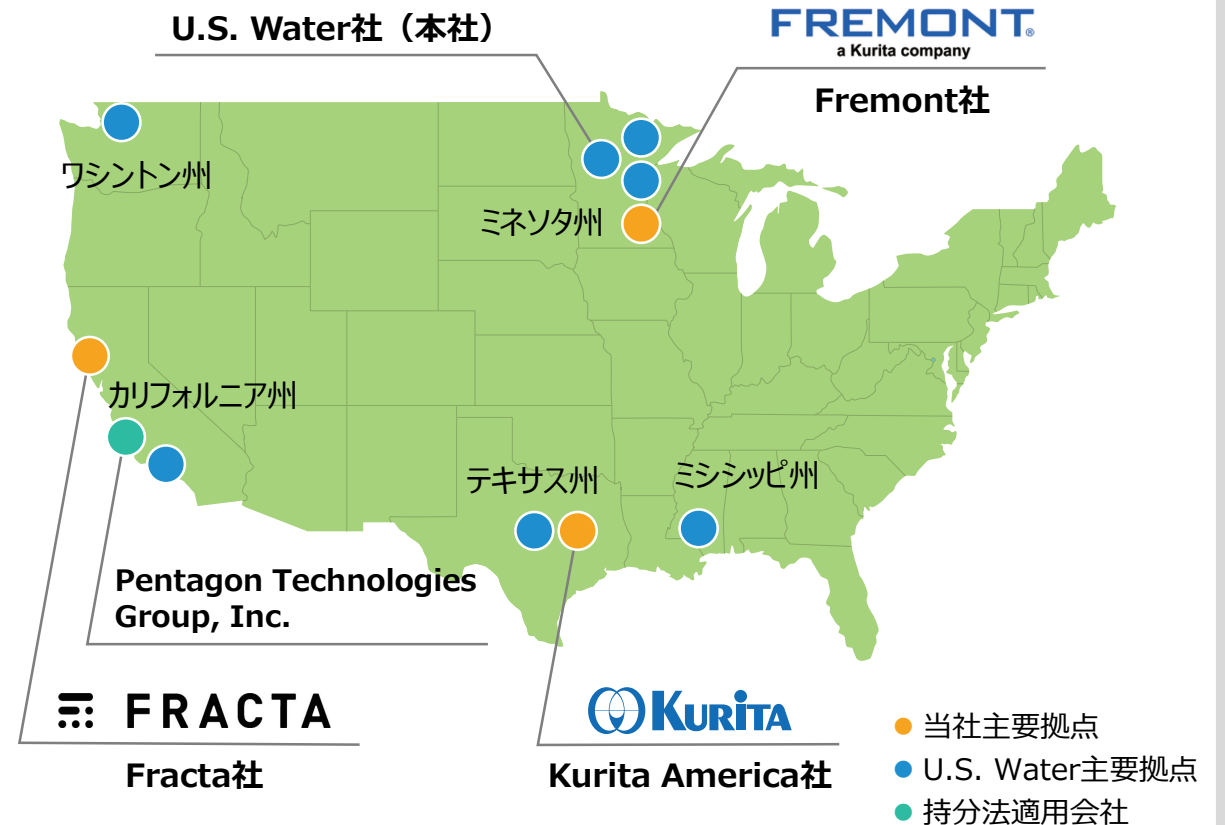 U.S. Water社（本社）
FREMONT®
a Kurita company
Fremont社
ワシントン州
ミネソタ州
カリフォルニア州
テキサス州
ミシシッピ州
Pentagon Technologies
Group, Inc.
FRACTA
Fracta社
KURITA
Kurita America社
当社主要拠点
U.S. Water主要拠点
持分法適用会社